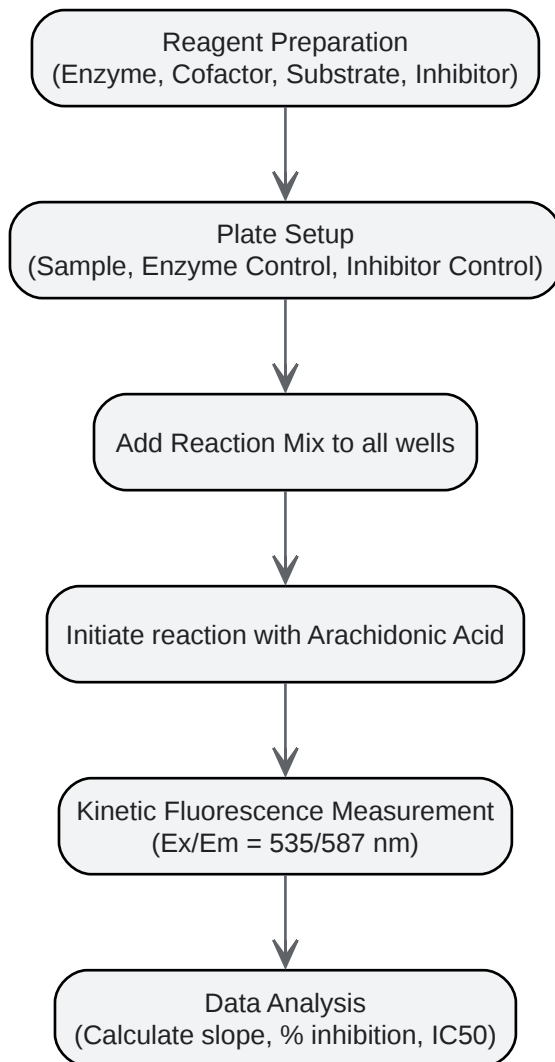 Reagent Preparation
(Enzyme, Cofactor, Substrate, Inhibitor)
Plate Setup
(Sample, Enzyme Control, Inhibitor Control)
Add Reaction Mix to all wells
Initiate reaction with Arachidonic Acid
Kinetic Fluorescence Measurement
(Ex/Em = 535/587 nm)
Data Analysis
(Calculate slope, % inhibition, IC50)